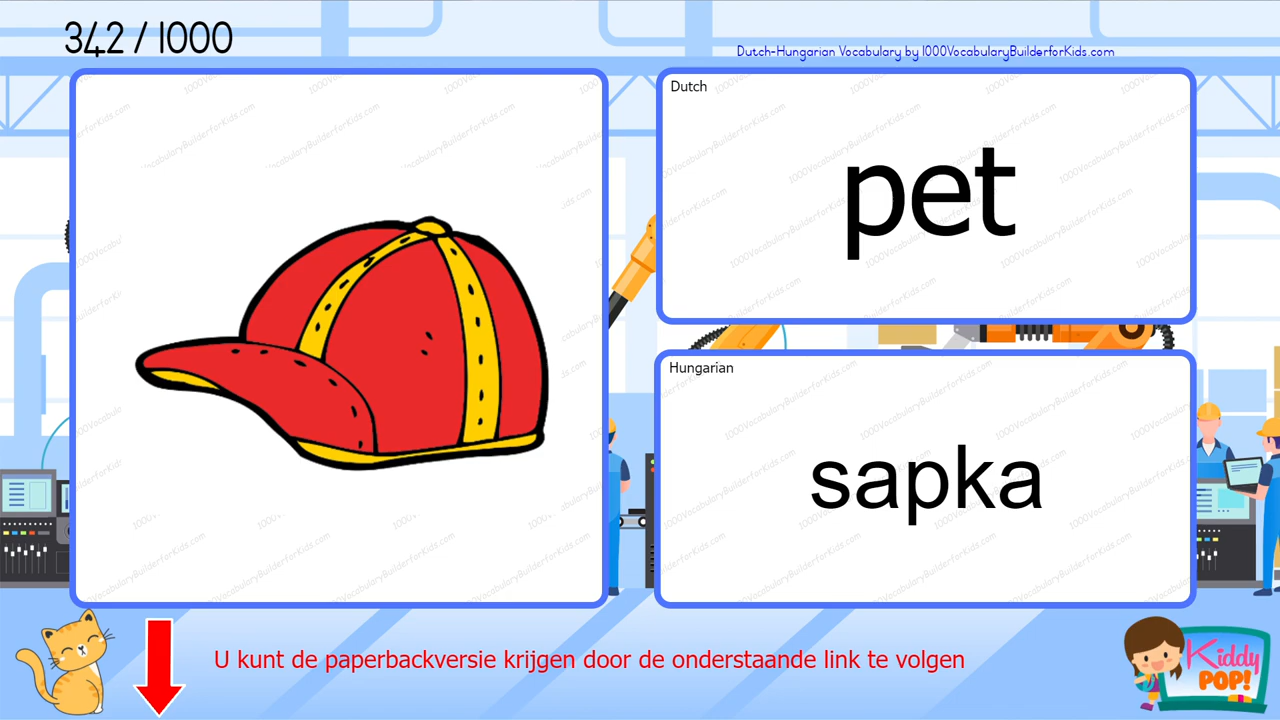 342 / 1000
Dutch-Hungarian Vocabulary by 1000VocabularyBuilderforKids.com
Dutch
pet
Hungarian
sapka
U kunt de paperbackversie krijgen door de onderstaande link te volgen
Kiddy
POP!